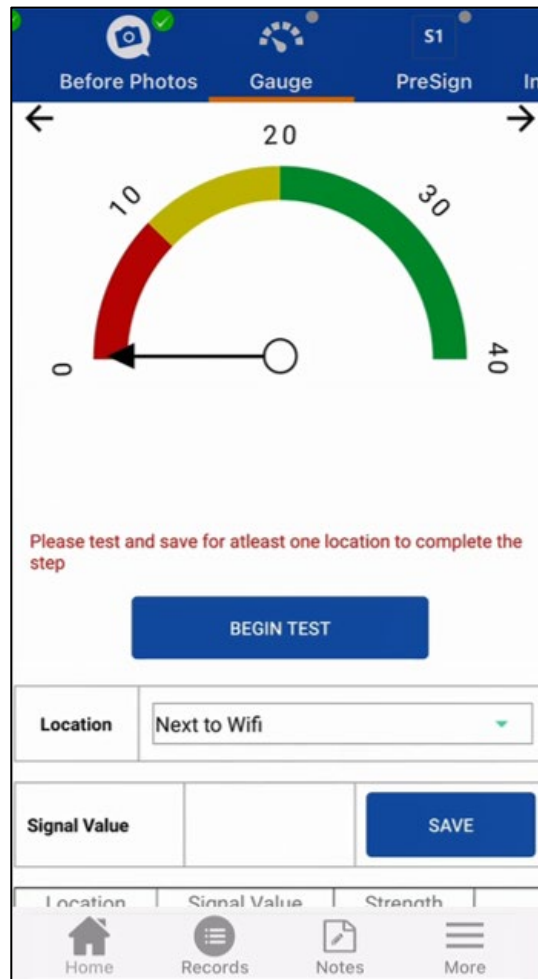 S1
Before Photos Gauge PreSign In
20
10 30
0 40
Please test and save for atleast one location to complete the
step
BEGIN TEST
Location Next to Wifi
Signal Value SAVE
Location Signal Value Strength
Home Records Notes More